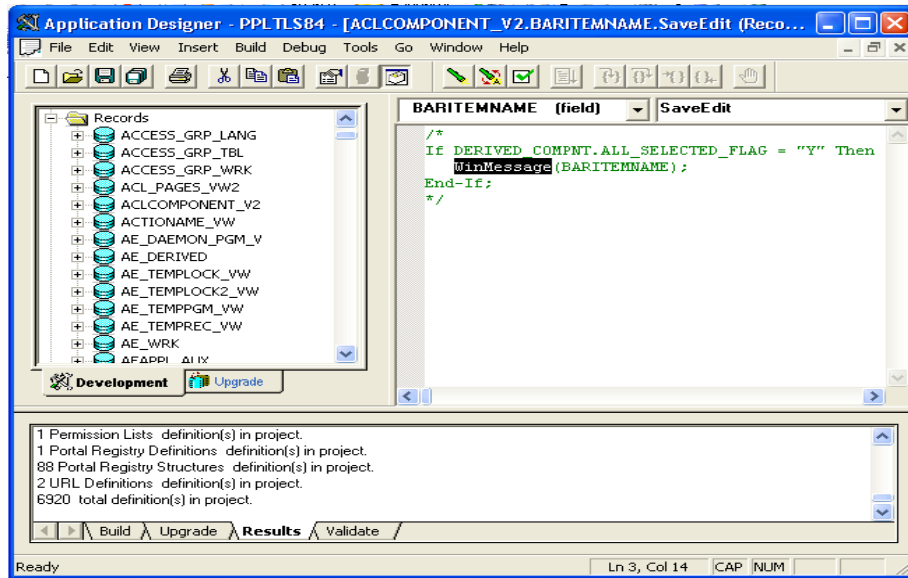 Application Designer - PPLTLS84 - [ACLCOMPONENT_V2.BARITEMNAME.SaveEdit (Reco...
File Edit View Insert Build Debug Tools Go Window Help
BARITEMNAME (field) SaveEdit
Records
ACCESS_GRP_LANG
ACCESS_GRP_TBL
ACCESS_GRP_WRK
ACL_PAGES_VW2
ACLCOMPONENT_V2
ACTIONAME_VW
AE_DAEMON_PGM_V
AE_DERIVED
AE_TEMPLOCK_VW
AE_TEMPLOCK2_VW
AE_TEMPPGM_VW
AE_TEMPREC_VW
AE_WRK
AEAPPL_AUX
Development Upgrade
/*
If DERIVED_COMPNT.ALL_SELECTED_FLAG = "Y" Then
WinMessage(BARITEMNAME);
End-If;
*/
1 Permission Lists definition(s) in project.
1 Portal Registry Definitions definition(s) in project.
88 Portal Registry Structures definition(s) in project.
2 URL Definitions definition(s) in project.
6920 total definition(s) in project.
Build Upgrade Results Validate
Ready Ln 3, Col 14 CAP NUM